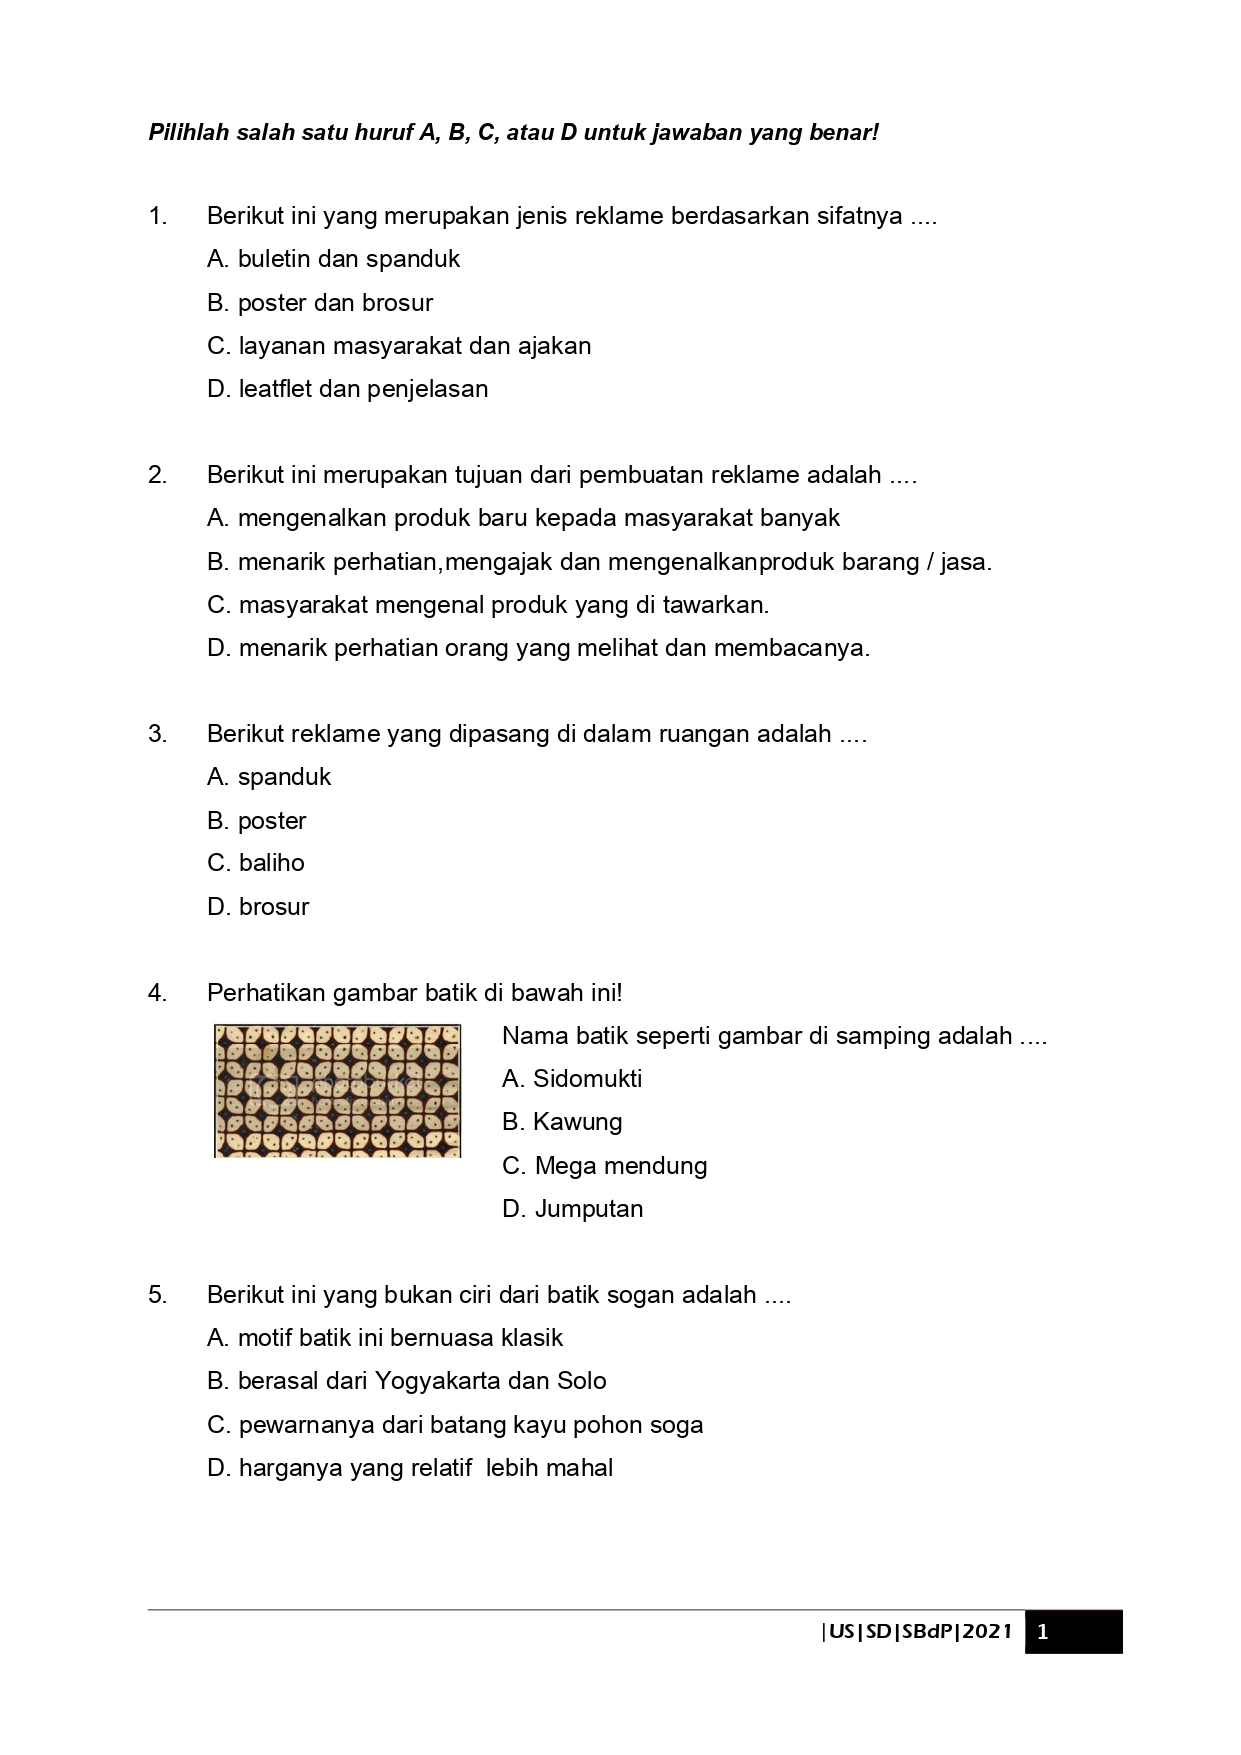 Pilihlah salah satu huruf A, B, C, atau D untuk jawaban yang benar!
1. Berikut ini yang merupakan jenis reklame berdasarkan sifatnya ....
A. buletin dan spanduk
B. poster dan brosur
C. layanan masyarakat dan ajakan
D. leatflet dan penjelasan
2. Berikut ini merupakan tujuan dari pembuatan reklame adalah ....
A. mengenalkan produk baru kepada masyarakat banyak
B. menarik perhatian,mengajak dan mengenalkanproduk barang / jasa.
C. masyarakat mengenal produk yang di tawarkan.
D. menarik perhatian orang yang melihat dan membacanya.
3. Berikut reklame yang dipasang di dalam ruangan adalah ....
A. spanduk
B. poster
C. baliho
D. brosur
4. Perhatikan gambar batik di bawah ini!
Nama batik seperti gambar di samping adalah ....
A. Sidomukti
B. Kawung
C. Mega mendung
D. Jumputan
5. Berikut ini yang bukan ciri dari batik sogan adalah ....
A. motif batik ini bernuasa klasik
B. berasal dari Yogyakarta dan Solo
C. pewarnanya dari batang kayu pohon soga
D. harganya yang relatif lebih mahal
|US|SD|SBdP|2021 1